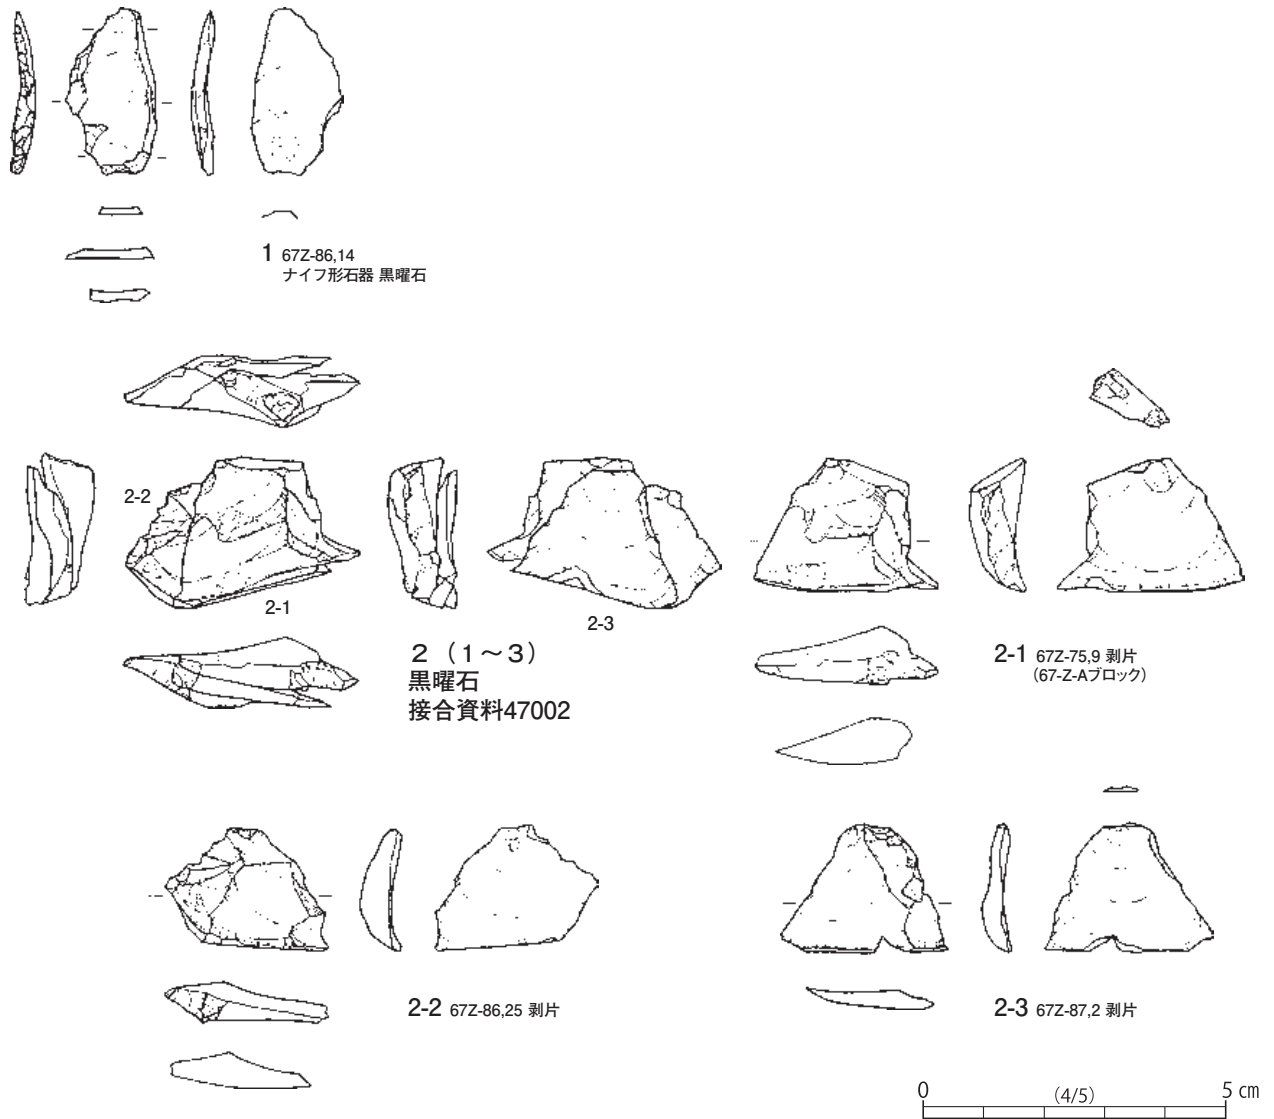 1 67Z-86,14
ナイフ形石器 黒曜石
2-2
2-1
2-3
2 (1～3)
黒曜石
接合資料47002
2-1 67Z-75,9 剥片
(67-Z-Aブロック)
2-2 67Z-86,25 剥片
2-3 67Z-87,2 剥片
0 (4/5) 5 cm